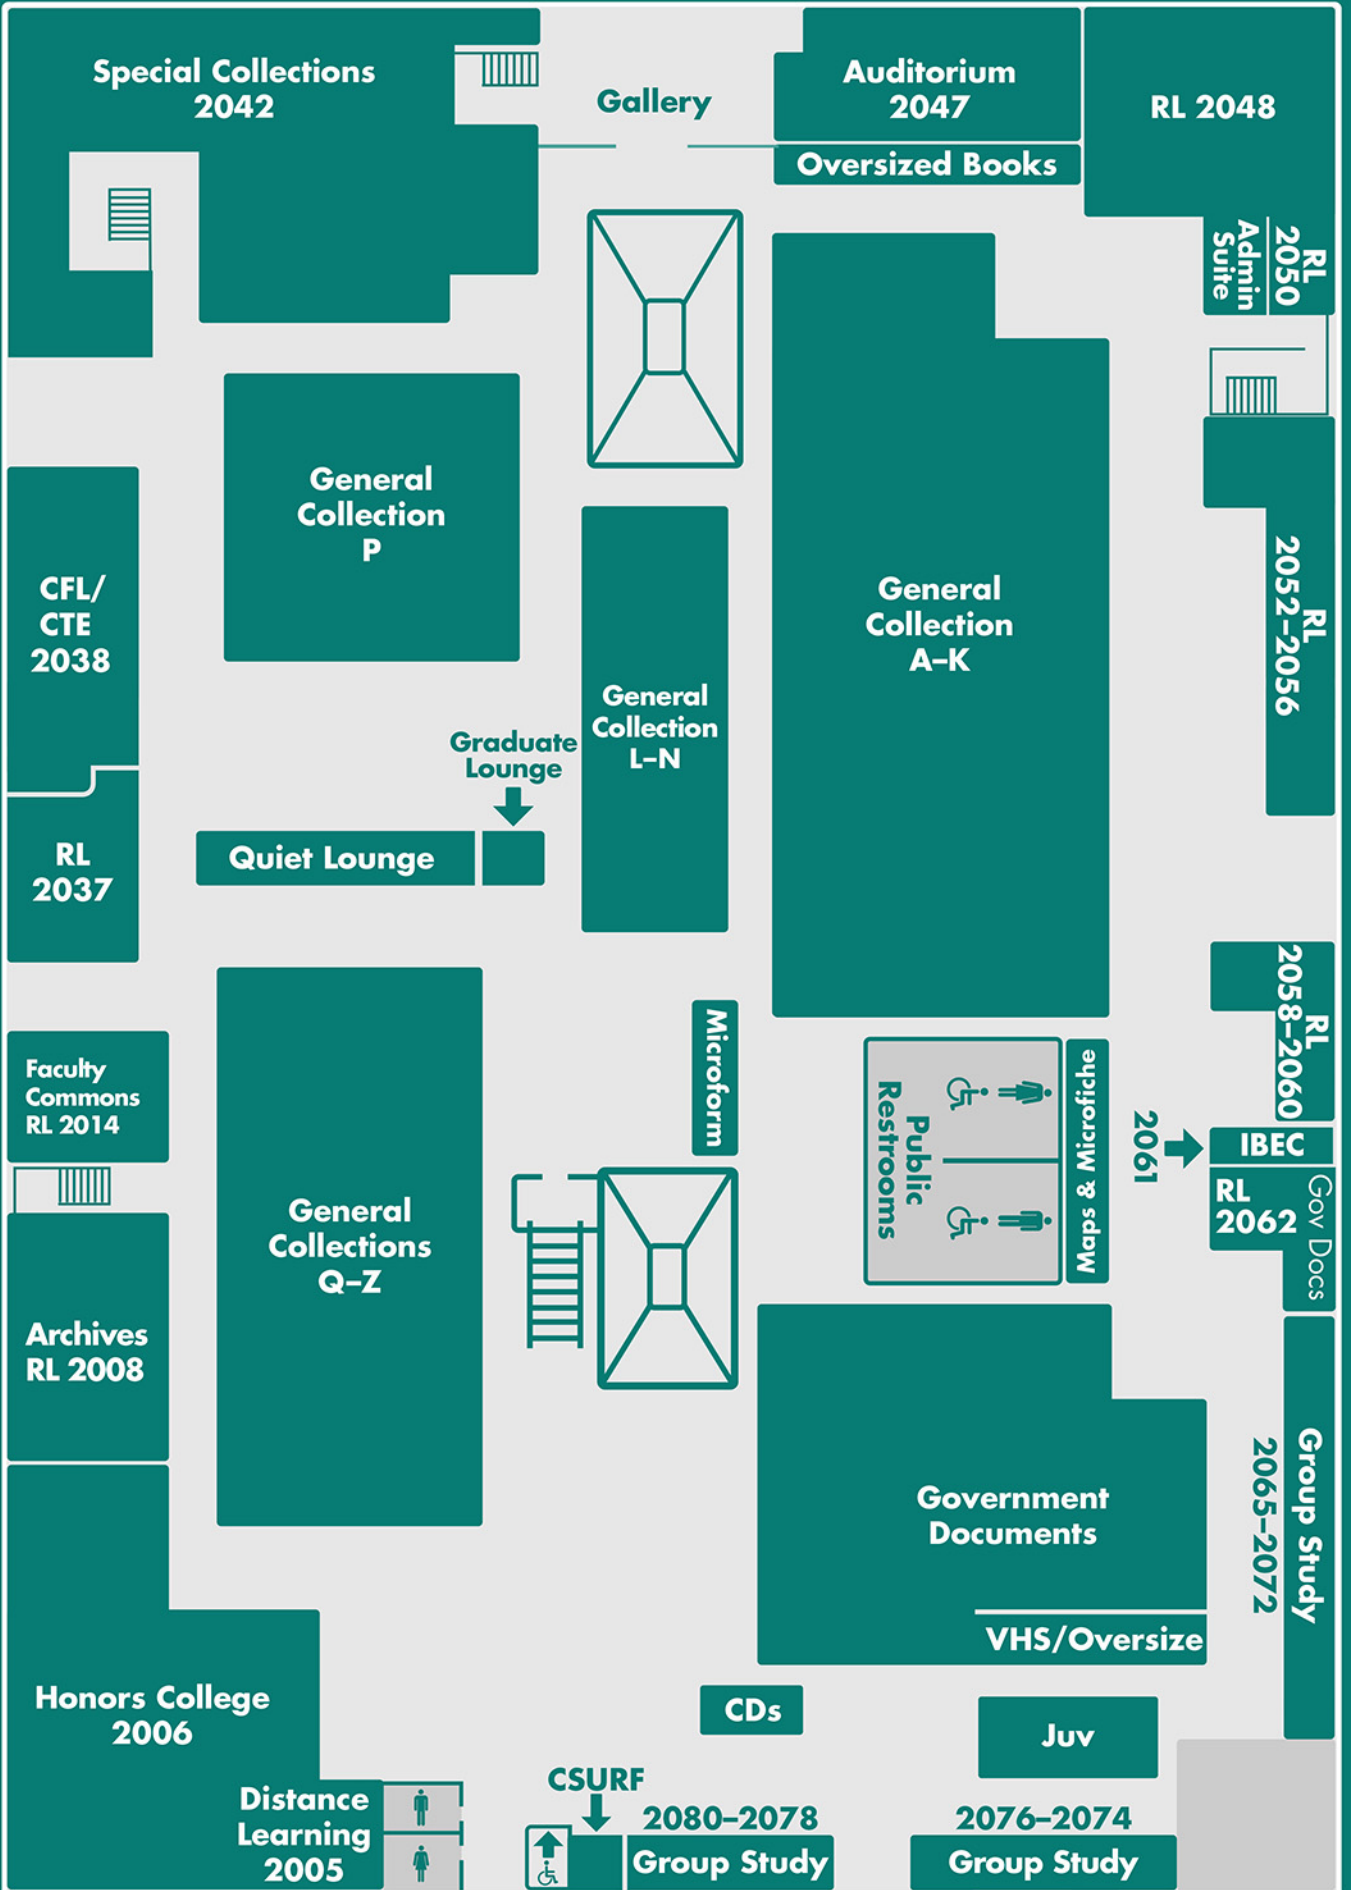 Special Collections
2042
Gallery
Auditorium
2047
Oversized Books
RL 2048
RL
2050
Admin
Suite
General
Collection
P
CFL/
CTE
2038
General
Collection
A–K
RL
2052–2056
General
Collection
L–N
Graduate
Lounge
Quiet Lounge
RL
2037
RL
2058–2060
Microform
Faculty
Commons
RL 2014
Public
Restrooms
Maps & Microfiche
2061
IBEC
RL
2062
Gov Docs
General
Collections
Q–Z
Archives
RL 2008
Government
Documents
VHS/Oversize
Group Study
2065–2072
Honors College
2006
CDs
Juv
Distance
Learning
2005
CSURF
2080–2078
Group Study
2076–2074
Group Study